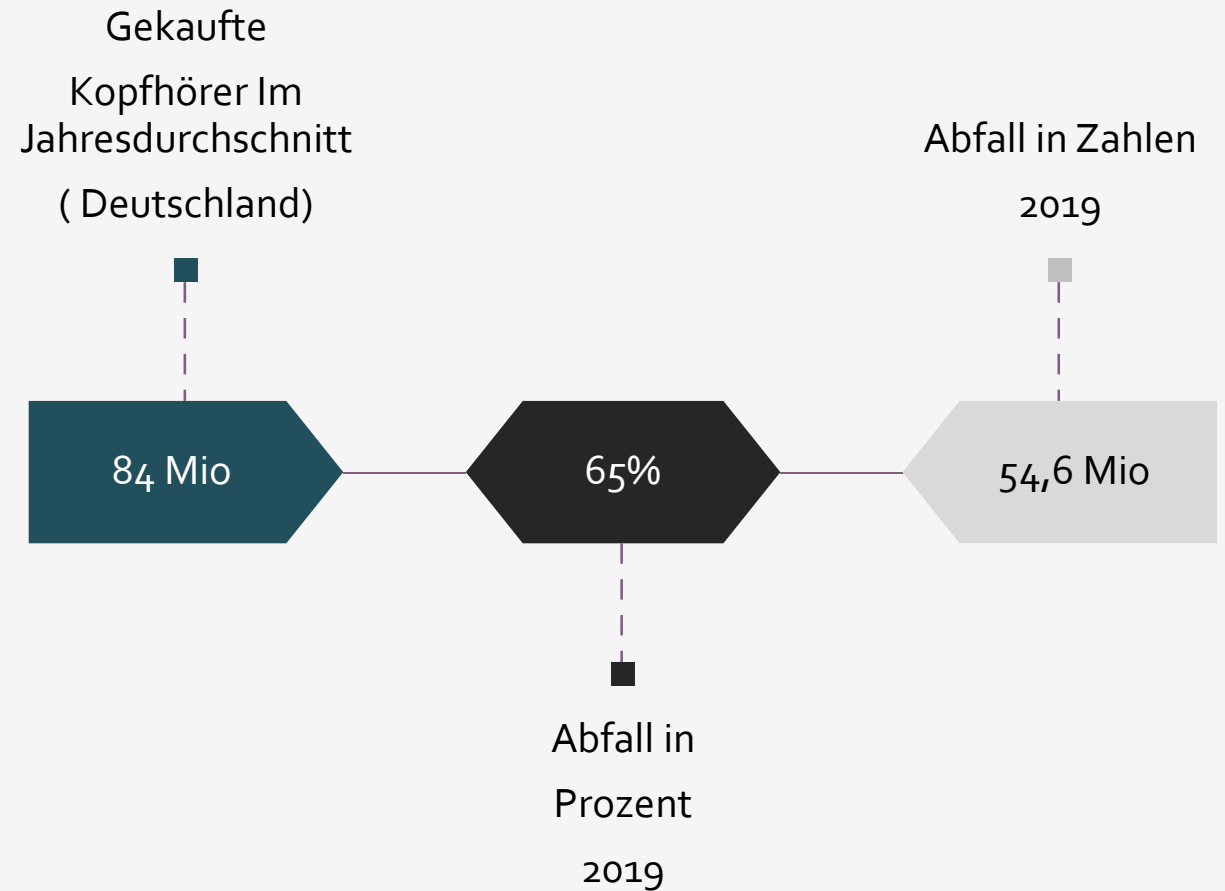 Gekaufte
Kopfhörer Im
Jahresdurchschnitt
( Deutschland)
Abfall in Zahlen
2019
84 Mio
65%
54,6 Mio
Abfall in
Prozent
2019